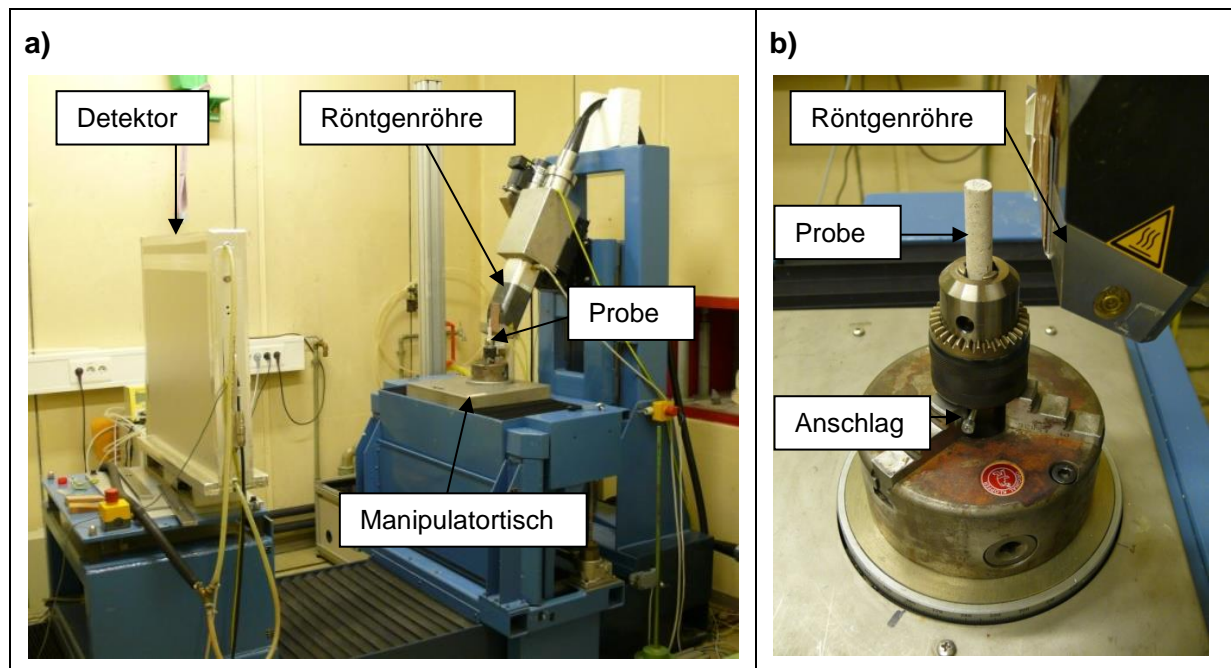 a)
Detektor
Röntgenröhre
Probe
Manipulatortisch
b)
Röntgenröhre
Probe
Anschlag